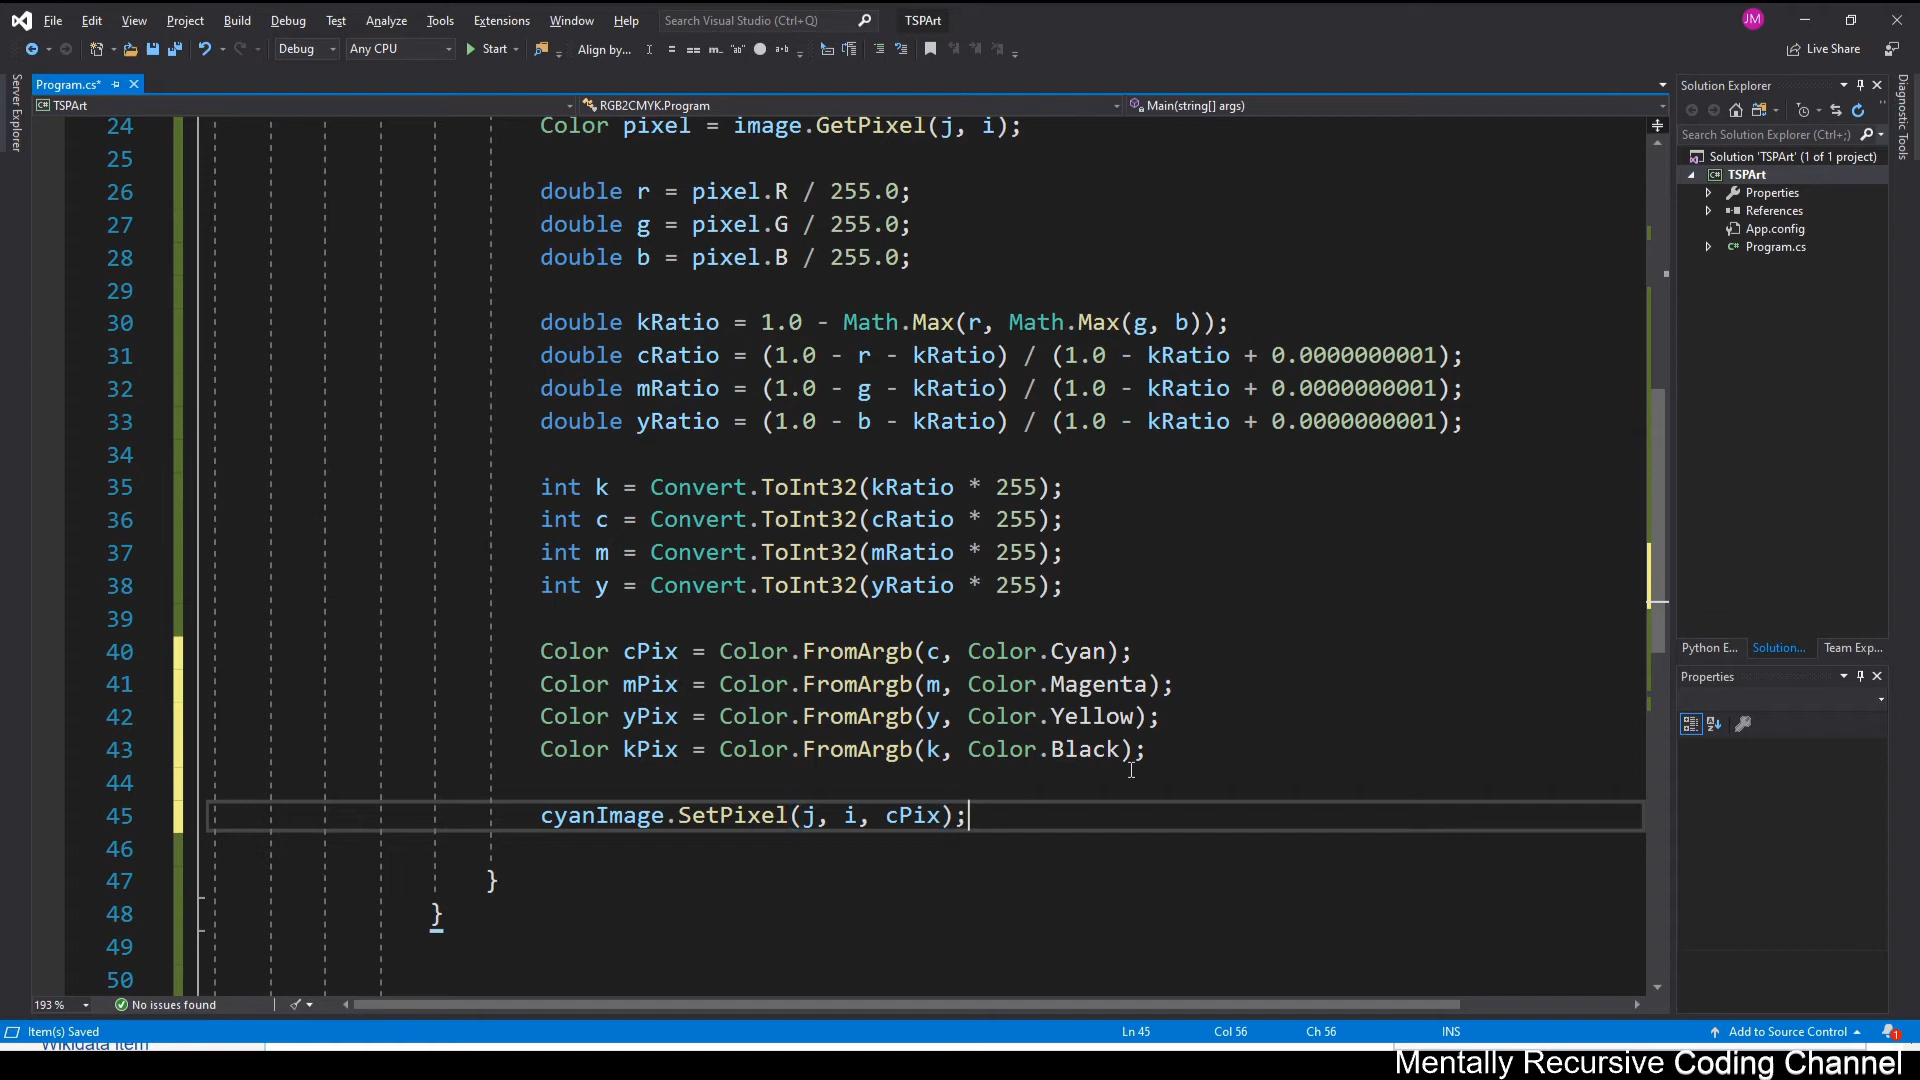 File Edit View Project Build Debug Test Analyze Tools Extensions Window Help Search Visual Studio (Ctrl+Q) TSPArt JM
Debug Any CPU Start Align by... Live Share
Program.cs*
TSPArt RGB2CMYK.Program Main(string[] args)
24 Color pixel = image.GetPixel(j, i);
25
26 double r = pixel.R / 255.0;
27 double g = pixel.G / 255.0;
28 double b = pixel.B / 255.0;
29
30 double kRatio = 1.0 - Math.Max(r, Math.Max(g, b));
31 double cRatio = (1.0 - r - kRatio) / (1.0 - kRatio + 0.0000000001);
32 double mRatio = (1.0 - g - kRatio) / (1.0 - kRatio + 0.0000000001);
33 double yRatio = (1.0 - b - kRatio) / (1.0 - kRatio + 0.0000000001);
34
35 int k = Convert.ToInt32(kRatio * 255);
36 int c = Convert.ToInt32(cRatio * 255);
37 int m = Convert.ToInt32(mRatio * 255);
38 int y = Convert.ToInt32(yRatio * 255);
39
40 Color cPix = Color.FromArgb(c, Color.Cyan);
41 Color mPix = Color.FromArgb(m, Color.Magenta);
42 Color yPix = Color.FromArgb(y, Color.Yellow);
43 Color kPix = Color.FromArgb(k, Color.Black);
44
45 cyanImage.SetPixel(j, i, cPix);
46
47 }
48 }
49
50
193 % No issues found
Server Explorer
Solution Explorer
Search Solution Explorer (Ctrl+;)
Solution 'TSPArt' (1 of 1 project)
TSPArt
Properties
References
App.config
Program.cs
Python E... Solution... Team Exp...
Properties
Diagnostic Tools
Item(s) Saved Ln 45 Col 56 Ch 56 INS Add to Source Control 1
Wikidata item
Mentally Recursive Coding Channel